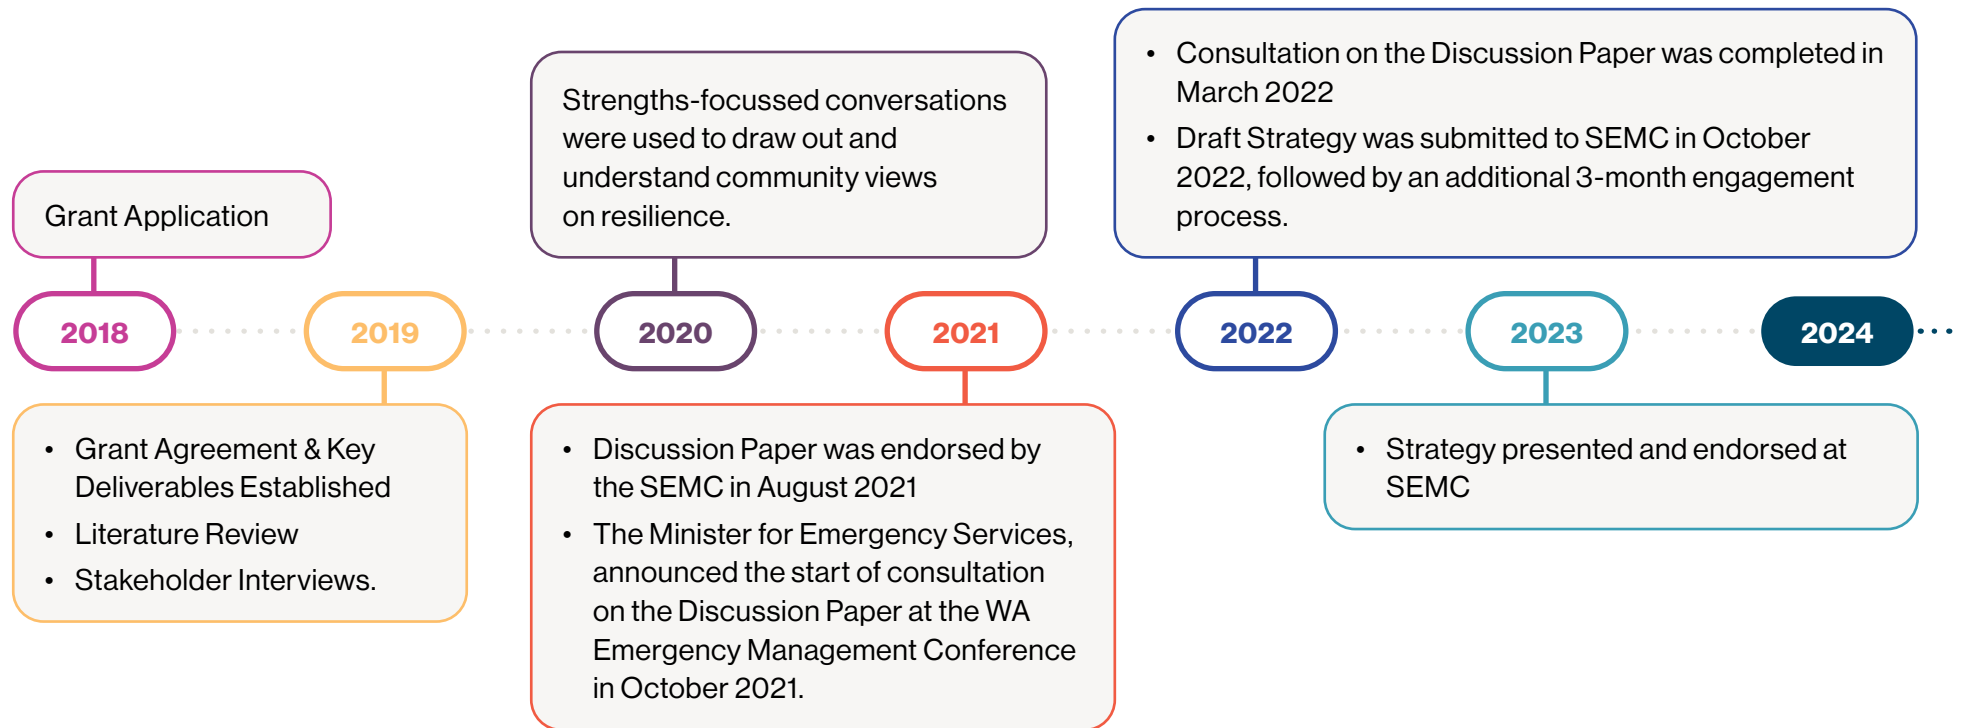 Grant Application
2018
2019
• Grant Agreement & Key
Deliverables Established
• Literature Review
• Stakeholder Interviews.
Strengths-focussed conversations
were used to draw out and
understand community views
on resilience.
2020
2021
• Discussion Paper was endorsed by
the SEMC in August 2021
• The Minister for Emergency Services,
announced the start of consultation
on the Discussion Paper at the WA
Emergency Management Conference
in October 2021.
• Consultation on the Discussion Paper was completed in
March 2022
• Draft Strategy was submitted to SEMC in October
2022, followed by an additional 3-month engagement
process.
2022
2023
• Strategy presented and endorsed at
SEMC
2024